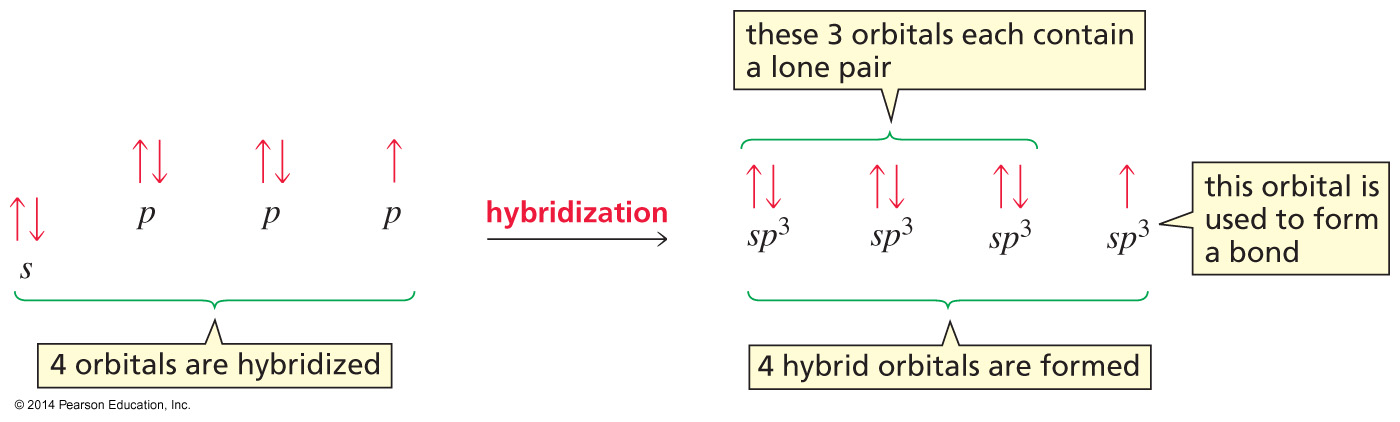 these 3 orbitals each contain
a lone pair
p
p
p
s
hybridization
sp³
sp³
sp³
sp³
this orbital is
used to form
a bond
4 orbitals are hybridized
4 hybrid orbitals are formed
© 2014 Pearson Education, Inc.